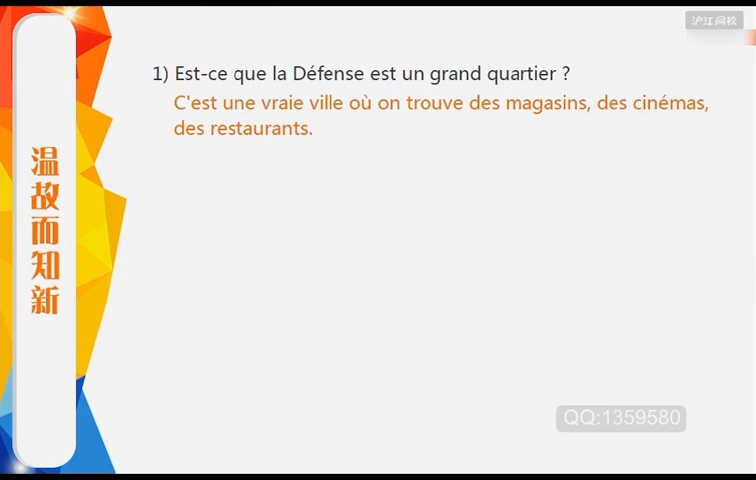 沪江网校
1) Est-ce que la Défense est un grand quartier ?
C'est une vraie ville où on trouve des magasins, des cinémas,
des restaurants.
温故而知新
QQ:1359580